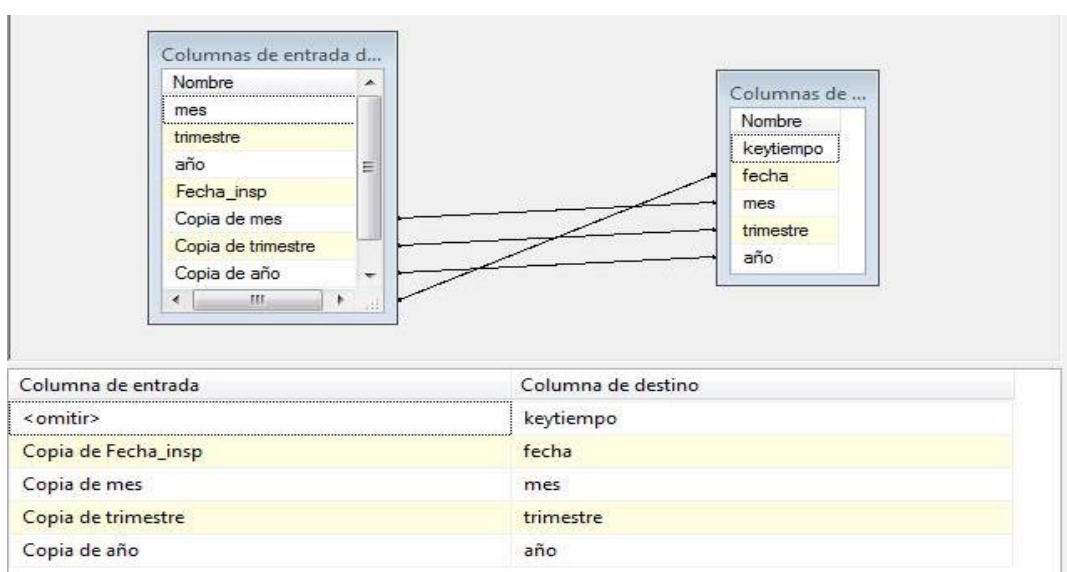 Columnas de entrada d...
Nombre
mes
trimestre
año
Fecha_insp
Copia de mes
Copia de trimestre
Copia de año
Columnas de ...
Nombre
keytiempo
fecha
mes
trimestre
año
Columna de entrada Columna de destino
<omitir> keytiempo
Copia de Fecha_insp fecha
Copia de mes mes
Copia de trimestre trimestre
Copia de año año